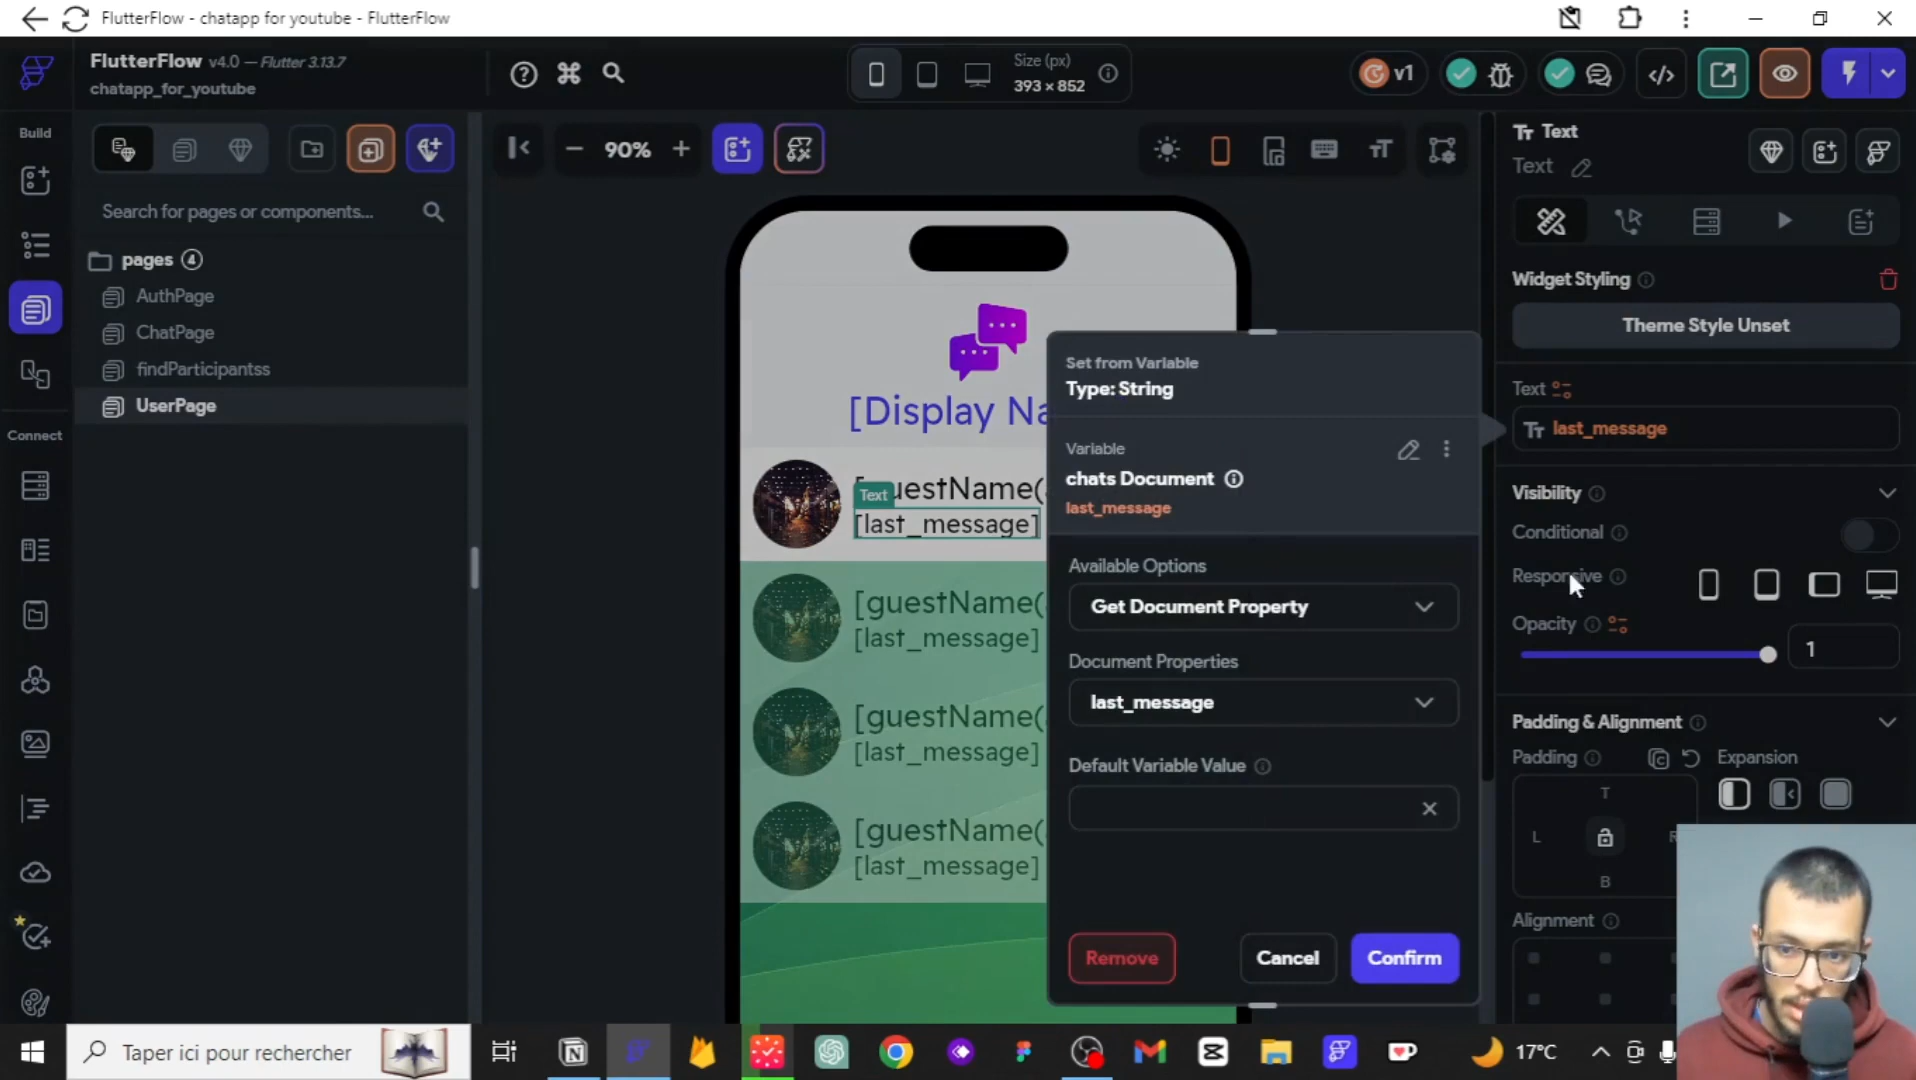 FlutterFlow - chatapp for youtube - FlutterFlow
FlutterFlow v4.0 — Flutter 3.13.7
chatapp_for_youtube
Size (px)
393 × 852
v1
Build
90%
Search for pages or components...
pages 4
AuthPage
ChatPage
findParticipantss
UserPage
Connect
[Display Na
[guestName(
Text
[last_message]
[guestName(
[last_message]
[guestName(
[last_message]
[guestName(
[last_message]
Set from Variable
Type: String
Variable
chats Document
last_message
Available Options
Get Document Property
Document Properties
last_message
Default Variable Value
Remove
Cancel
Confirm
Text
Text
Widget Styling
Theme Style Unset
Text
last_message
Visibility
Conditional
Responsive
Opacity
1
Padding & Alignment
Padding
Expansion
T
L
R
B
Alignment
Taper ici pour rechercher
17°C